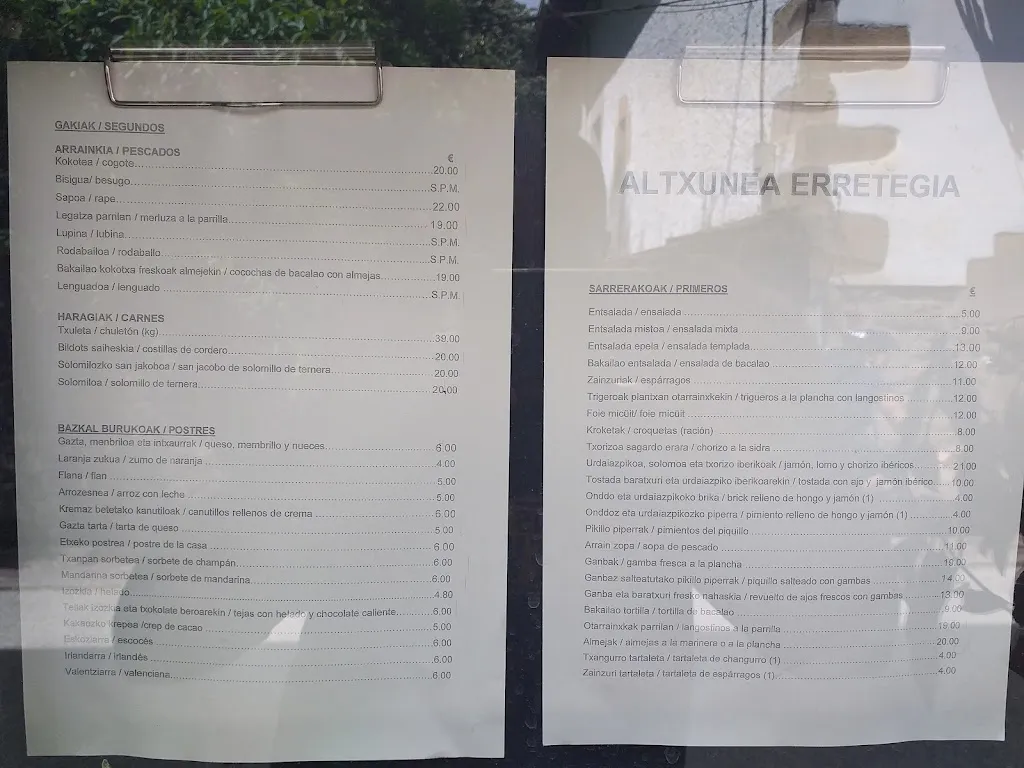 GAKIAK / SEGUNDOS
ARRAINKIA / PESCADOS
€
Kokotea / cogote 20.00
Bisigua/ besugo S.P.M.
Sapoa / rape 22.00
Legatza parrilan / merluza a la parrilla 19.00
Lupina / lubina S.P.M.
Rodabailoa / rodaballo S.P.M.
Bakailao kokotxa freskoak almejekin / cocochas de bacalao con almejas 19.00
Lenguadoa / lenguado S.P.M.
HARAGIAK / CARNES
Txuleta / chuletón (kg) 39.00
Bildots saiheskia / costillas de cordero 20.00
Solomilozko san jakoboa / san jacobo de solomillo de ternera 20.00
Solomiloa / solomillo de ternera 20.00
BAZKAL BURUKOAK / POSTRES
Gazta, menbriloa eta intxaurrak / queso, membrillo y nueces 6.00
Laranja zukua / zumo de naranja 4.00
Flana / flan 5.00
Arrozesnea / arroz con leche 5.00
Kremaz betetako kanutiloak / canutillos rellenos de crema 6.00
Gazta tarta / tarta de queso 5.00
Etxeko postrea / postre de la casa 6.00
Txanpan sorbetea / sorbete de champán 6.00
Mandarina sorbetea / sorbete de mandarina 6.00
Izozkia / helado 4.80
Teilak izozkia eta txokolate beroarekin / tejas con helado y chocolate caliente 6.00
Kakaozko krepea /crep de cacao 5.00
Eskoziarra / escocés 6.00
Irlandarra / irlandés 6.00
Valentziarra / valenciana 6.00
ALTXUNEA ERRETEGIA
SARRERAKOAK / PRIMEROS €
Entsalada / ensalada 5.00
Entsalada mistoa / ensalada mixta 9.00
Entsalada epela / ensalada templada 13.00
Bakailao entsalada / ensalada de bacalao 12.00
Zainzuriak / espárragos 11.00
Trigeroak plantxan otarrainxkekin / trigueros a la plancha con langostinos 12.00
Foie micüit/ foie micüit 12.00
Kroketak / croquetas (ración) 8.00
Txorizoa sagardo erara / chorizo a la sidra 8.00
Urdaiazpikoa, solomoa eta txorizo iberikoak / jamón, lomo y chorizo ibéricos 21.00
Tostada baratxuri eta urdaiazpiko iberikoarekin / tostada con ajo y jamón ibérico 10.00
Onddo eta urdaiazpikoko brika / brick relleno de hongo y jamón (1) 4.00
Onddoz eta urdaiazpikozko piperra / pimiento relleno de hongo y jamón (1) 4.00
Pikillo piperrak / pimientos del piquillo 10.00
Arrain zopa / sopa de pescado 11.00
Ganbak / gamba fresca a la plancha 16.00
Ganbaz salteatutako pikillo piperrak / piquillo salteado con gambas 14.00
Ganba eta baratxuri fresko nahaskia / revuelto de ajos frescos con gambas 13.00
Bakailao tortilla / tortilla de bacalao 9.00
Otarrainxkak parrilan / langostinos a la parrilla 18.00
Almejak / almejas a la marinera o a la plancha 20.00
Txangurro tartaleta / tartaleta de changurro (1) 4.00
Zainzuri tartaleta / tartaleta de espárragos (1) 4.00